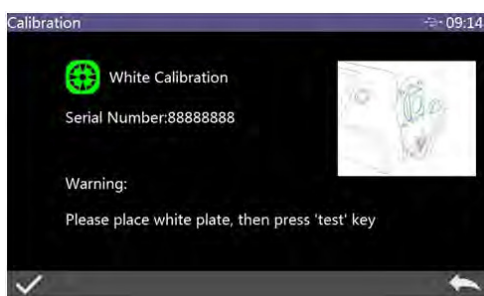 Calibration 09:14
White Calibration
Serial Number:88888888
Warning:
Please place white plate, then press 'test' key